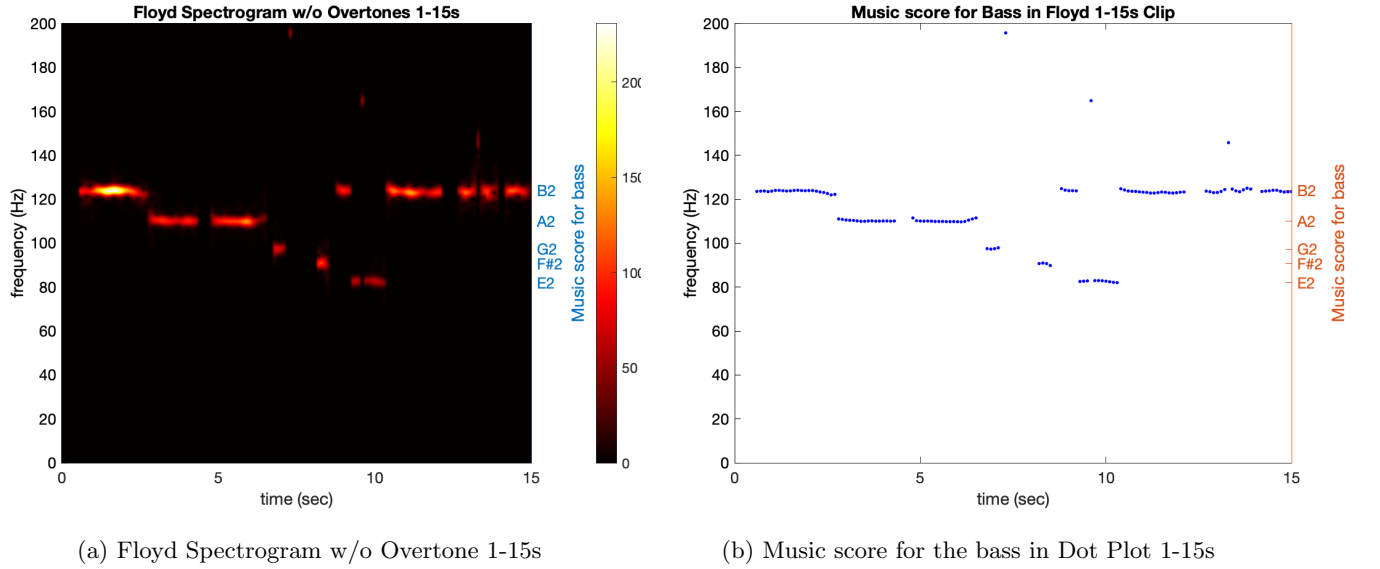 Floyd Spectrogram w/o Overtones 1-15s
200
180
160
140
120
100
80
60
40
20
0
frequency (Hz)
0
5
10
15
time (sec)
B2
A2
G2
F#2
E2
Music score for bass
200
150
100
50
0
Music score for Bass in Floyd 1-15s Clip
200
180
160
140
120
100
80
60
40
20
0
frequency (Hz)
0
5
10
15
time (sec)
B2
A2
G2
F#2
E2
Music score for bass
(a) Floyd Spectrogram w/o Overtone 1-15s
(b) Music score for the bass in Dot Plot 1-15s